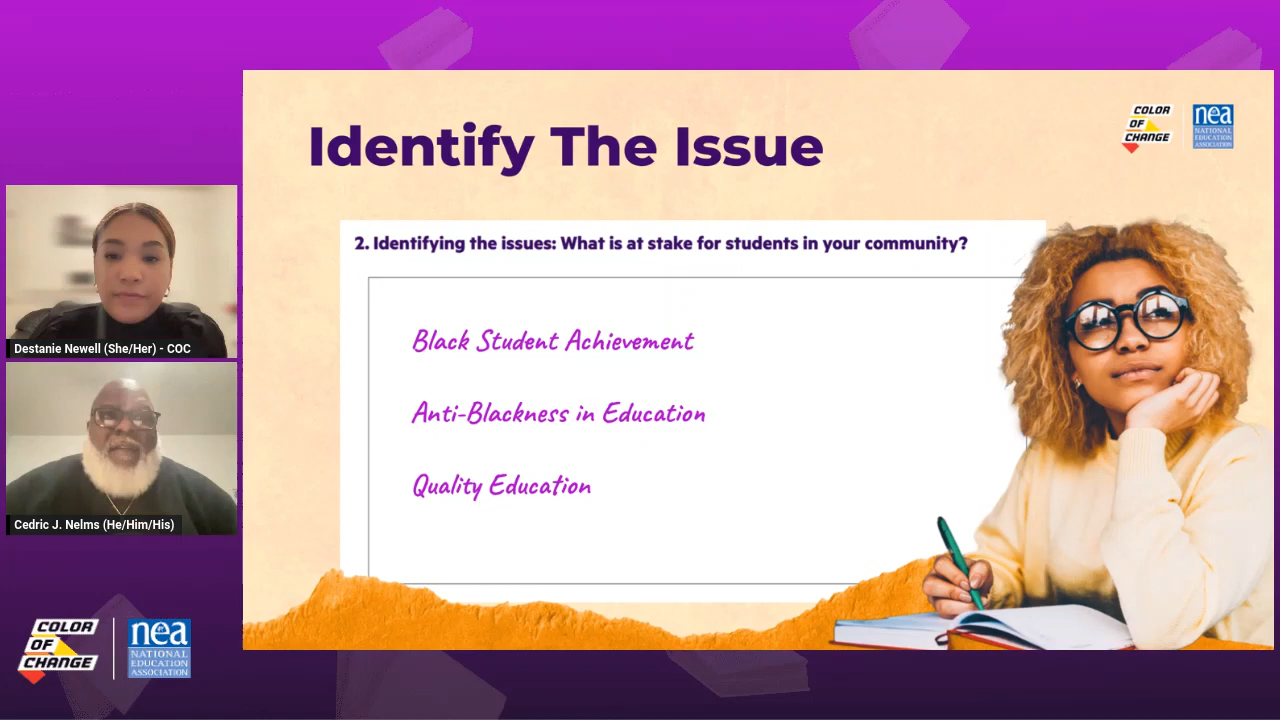 Identify The Issue
COLOR
OF
CHANGE
nea
NATIONAL
EDUCATION
ASSOCIATION
2. Identifying the issues: What is at stake for students in your community?
Black Student Achievement
Anti-Blackness in Education
Quality Education
Destanie Newell (She/Her) - COC
Cedric J. Nelms (He/Him/His)
COLOR
OF
CHANGE
nea
NATIONAL
EDUCATION
ASSOCIATION